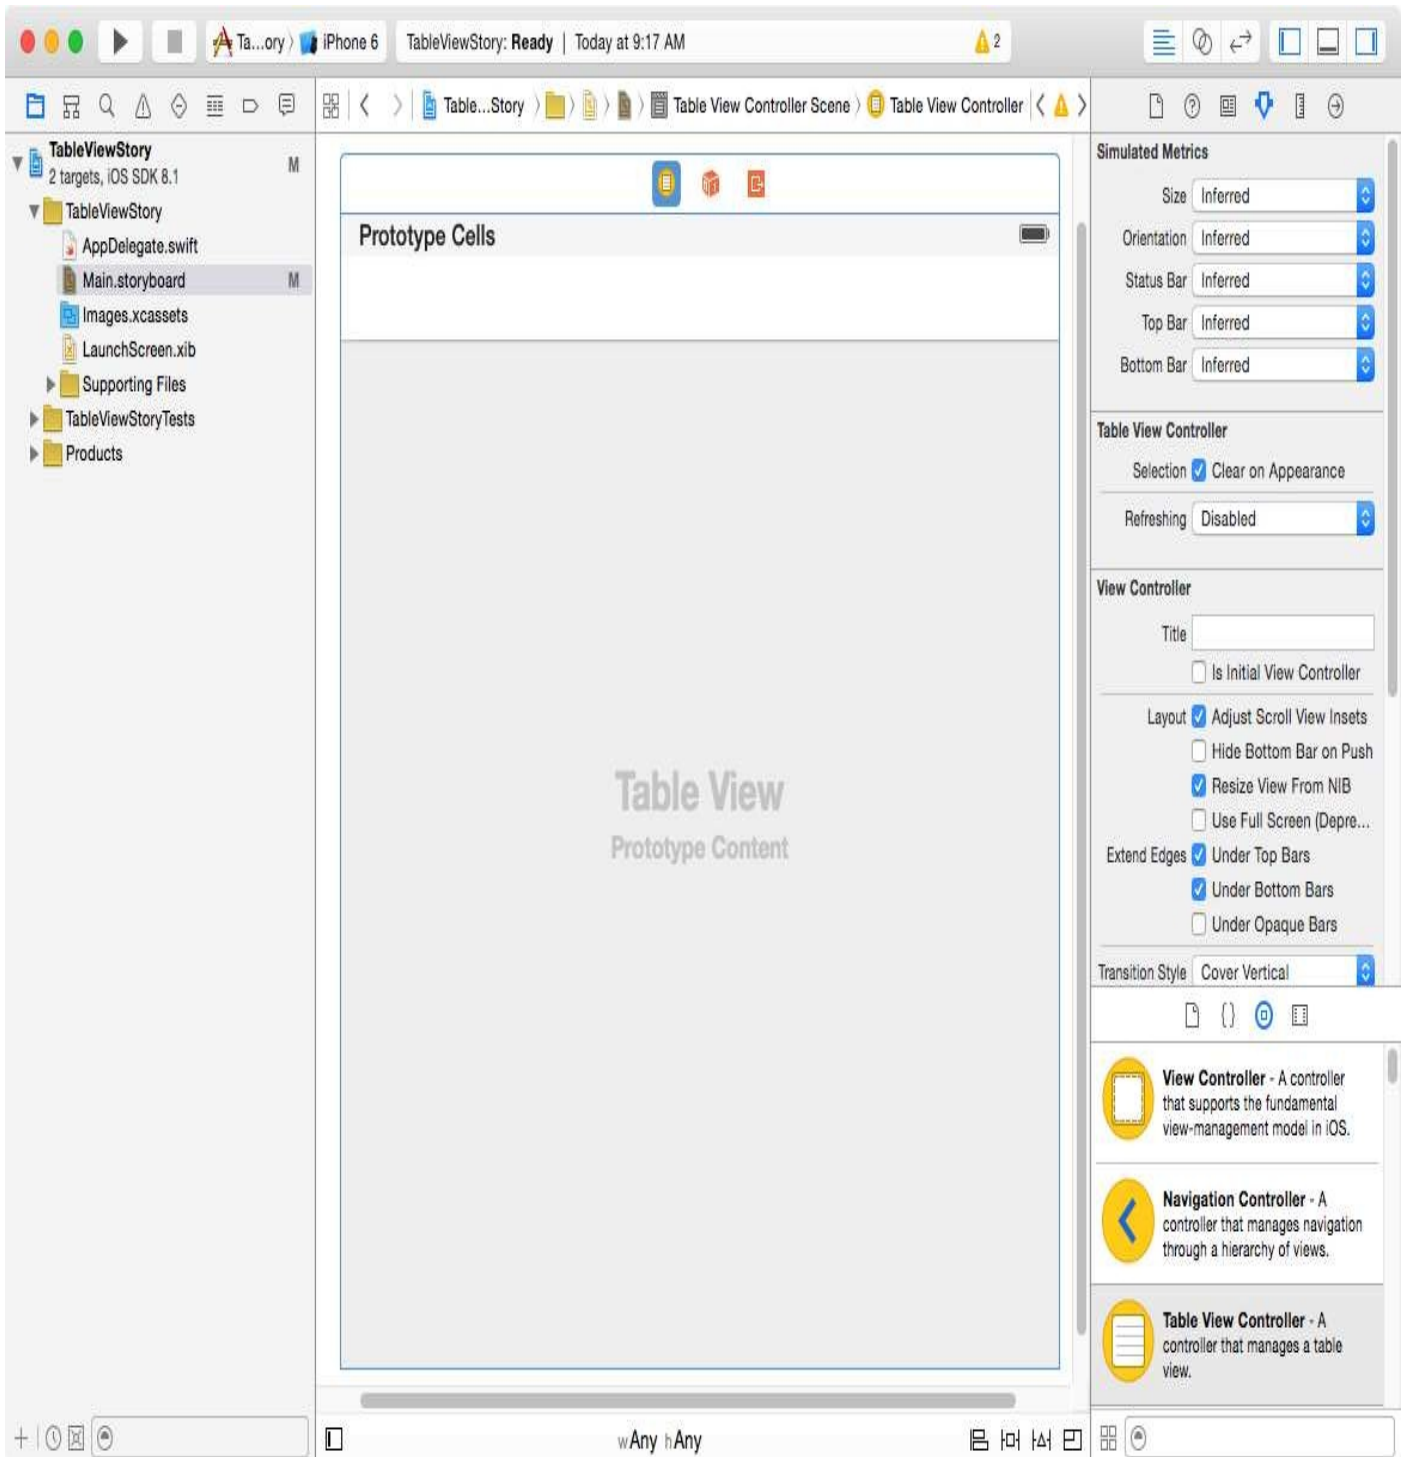 Ta...ory iPhone 6 TableViewStory: Ready | Today at 9:17 AM 2
Table...Story Table View Controller Scene Table View Controller
TableViewStory
2 targets, iOS SDK 8.1 M
TableViewStory
AppDelegate.swift
Main.storyboard M
Images.xcassets
LaunchScreen.xib
Supporting Files
TableViewStoryTests
Products
Prototype Cells
Table View
Prototype Content
wAny hAny
Simulated Metrics
Size Inferred
Orientation Inferred
Status Bar Inferred
Top Bar Inferred
Bottom Bar Inferred
Table View Controller
Selection Clear on Appearance
Refreshing Disabled
View Controller
Title
Is Initial View Controller
Layout Adjust Scroll View Insets
Hide Bottom Bar on Push
Resize View From NIB
Use Full Screen (Depre...
Extend Edges Under Top Bars
Under Bottom Bars
Under Opaque Bars
Transition Style Cover Vertical
{}
View Controller - A controller
that supports the fundamental
view-management model in iOS.
Navigation Controller - A
controller that manages navigation
through a hierarchy of views.
Table View Controller - A
controller that manages a table
view.